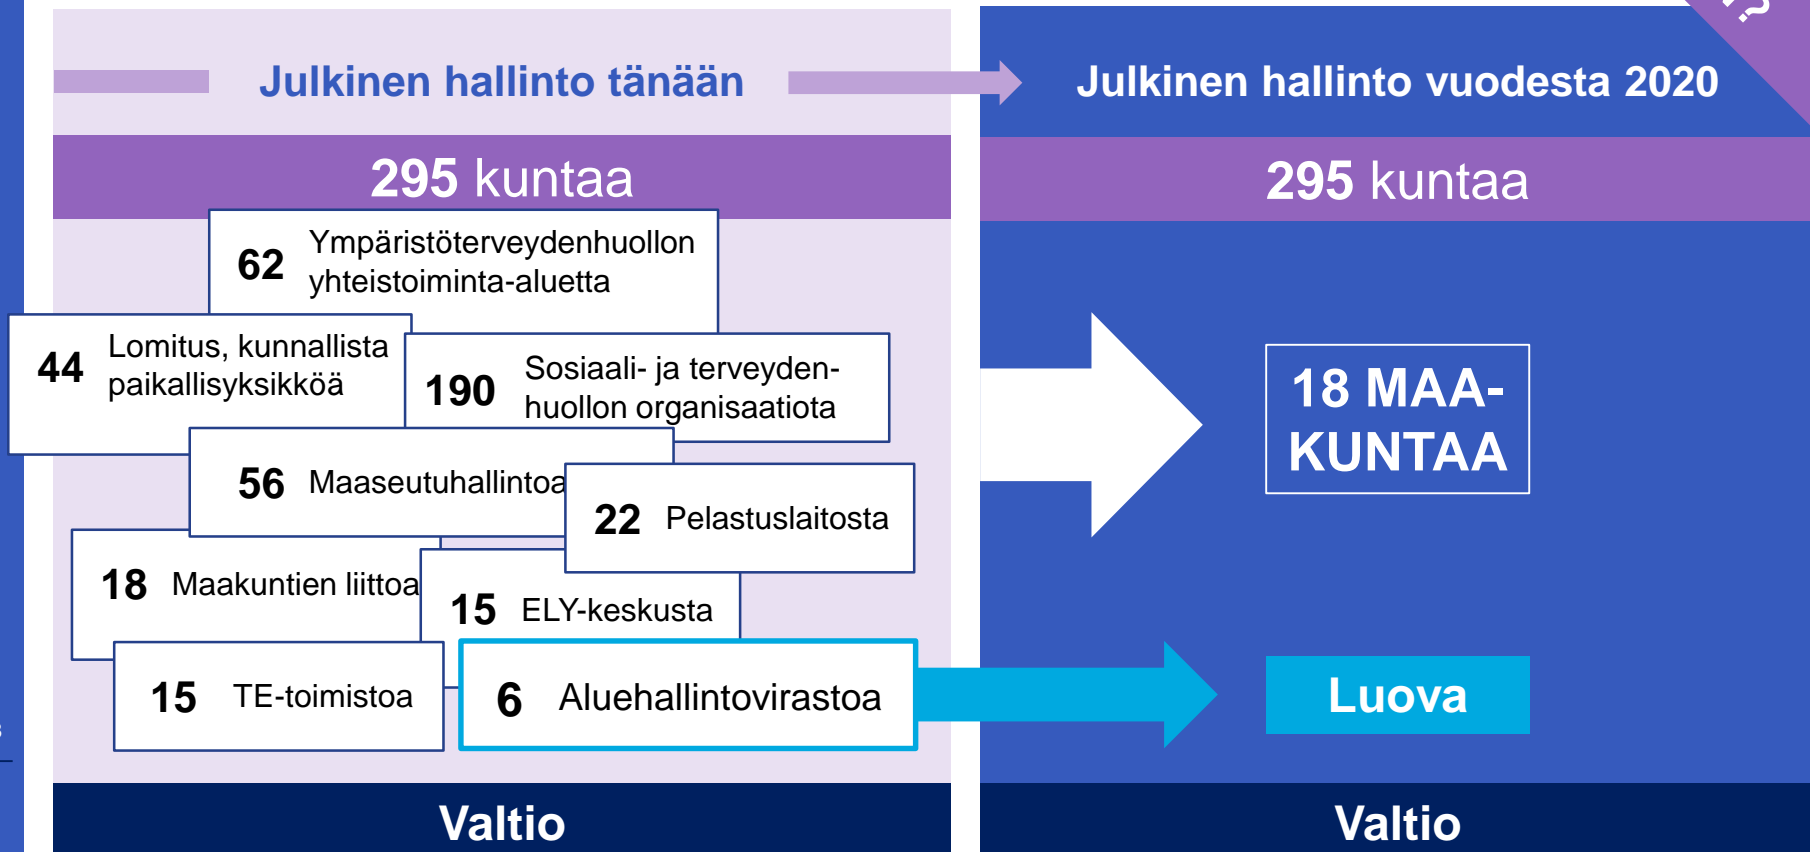 Julkinen hallinto tänään
295 kuntaa
62 Ympäristöterveydenhuollon
yhteistoiminta-aluetta
44 Lomitus, kunnallista
paikallisyksikköä
190 Sosiaali- ja terveyden-
huollon organisaatiota
56 Maaseutuhallintoa
22 Pelastuslaitosta
18 Maakuntien liittoa
15 ELY-keskusta
15 TE-toimistoa
6 Aluehallintovirastoa
Valtio
Julkinen hallinto vuodesta 2020
295 kuntaa
18 MAA-
KUNTAA
Luova
Valtio